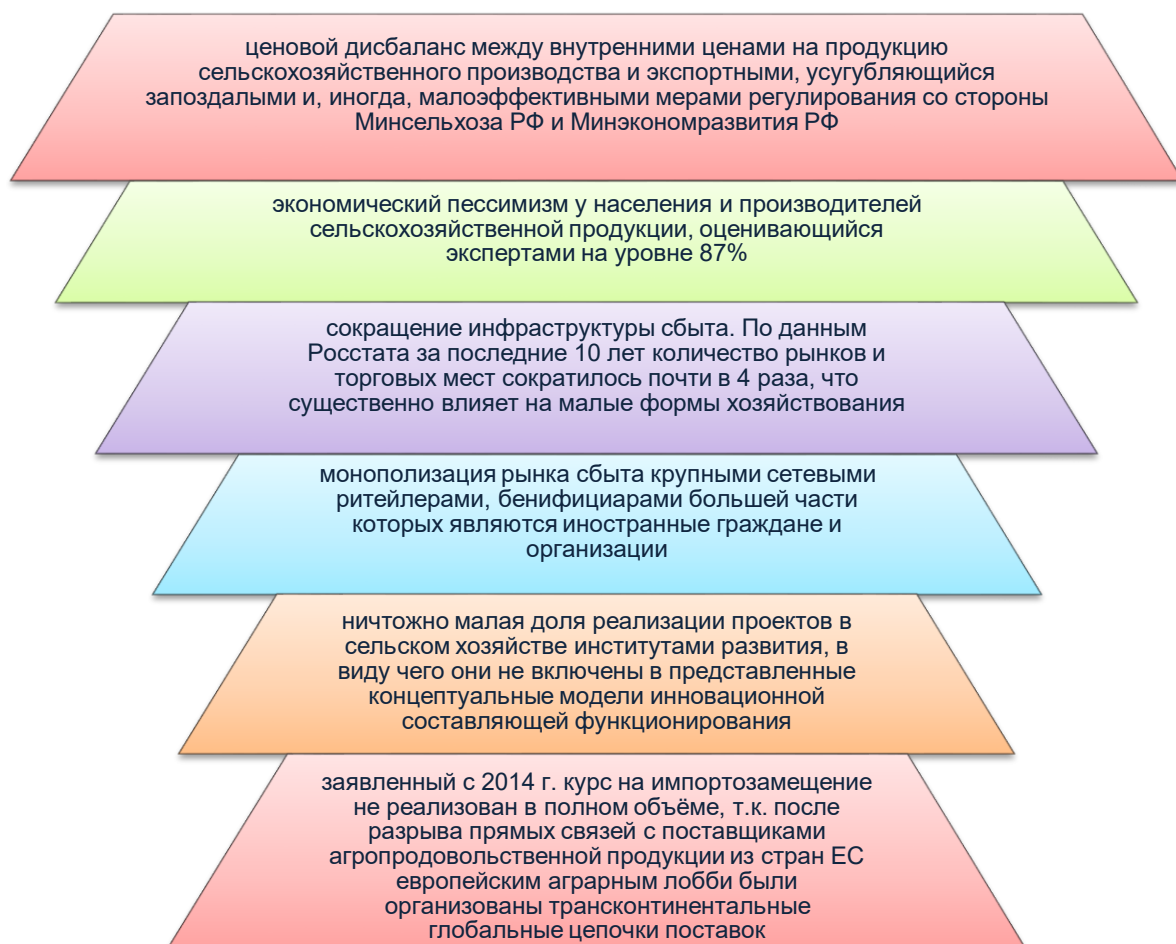 ценовой дисбаланс между внутренними ценами на продукцию
сельскохозяйственного производства и экспортными, усугубляющийся
запоздалыми и, иногда, малоэффективными мерами регулирования со стороны
Минсельхоза РФ и Минэкономразвития РФ
экономический пессимизм у населения и производителей
сельскохозяйственной продукции, оценивающийся
экспертами на уровне 87%
сокращение инфраструктуры сбыта. По данным
Росстата за последние 10 лет количество рынков и
торговых мест сократилось почти в 4 раза, что
существенно влияет на малые формы хозяйствования
монополизация рынка сбыта крупными сетевыми
ритейлерами, бенифициарами большей части
которых являются иностранные граждане и
организации
ничтожно малая доля реализации проектов в
сельском хозяйстве институтами развития, в
виду чего они не включены в представленные
концептуальные модели инновационной
составляющей функционирования
заявленный с 2014 г. курс на импортозамещение
не реализован в полном объёме, т.к. после
разрыва прямых связей с поставщиками
агропродовольственной продукции из стран ЕС
европейским аграрным лобби были
организованы трансконтинентальные
глобальные цепочки поставок